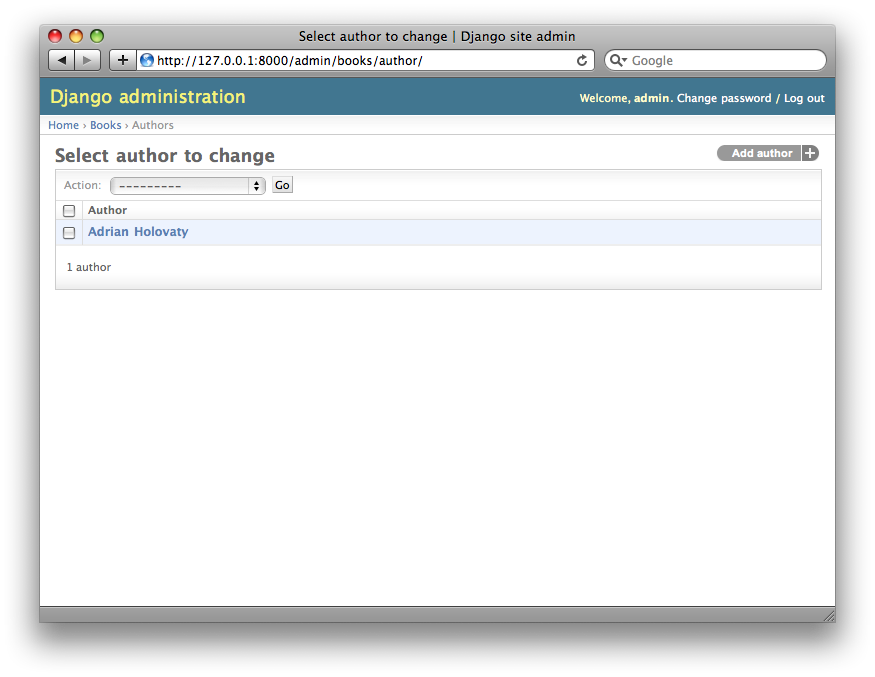 Select author to change | Django site admin
http://127.0.0.1:8000/admin/books/author/
Google
Django administration
Welcome, admin. Change password / Log out
Home › Books › Authors
Select author to change
Add author +
Action: --------- Go
Author
Adrian Holovaty
1 author